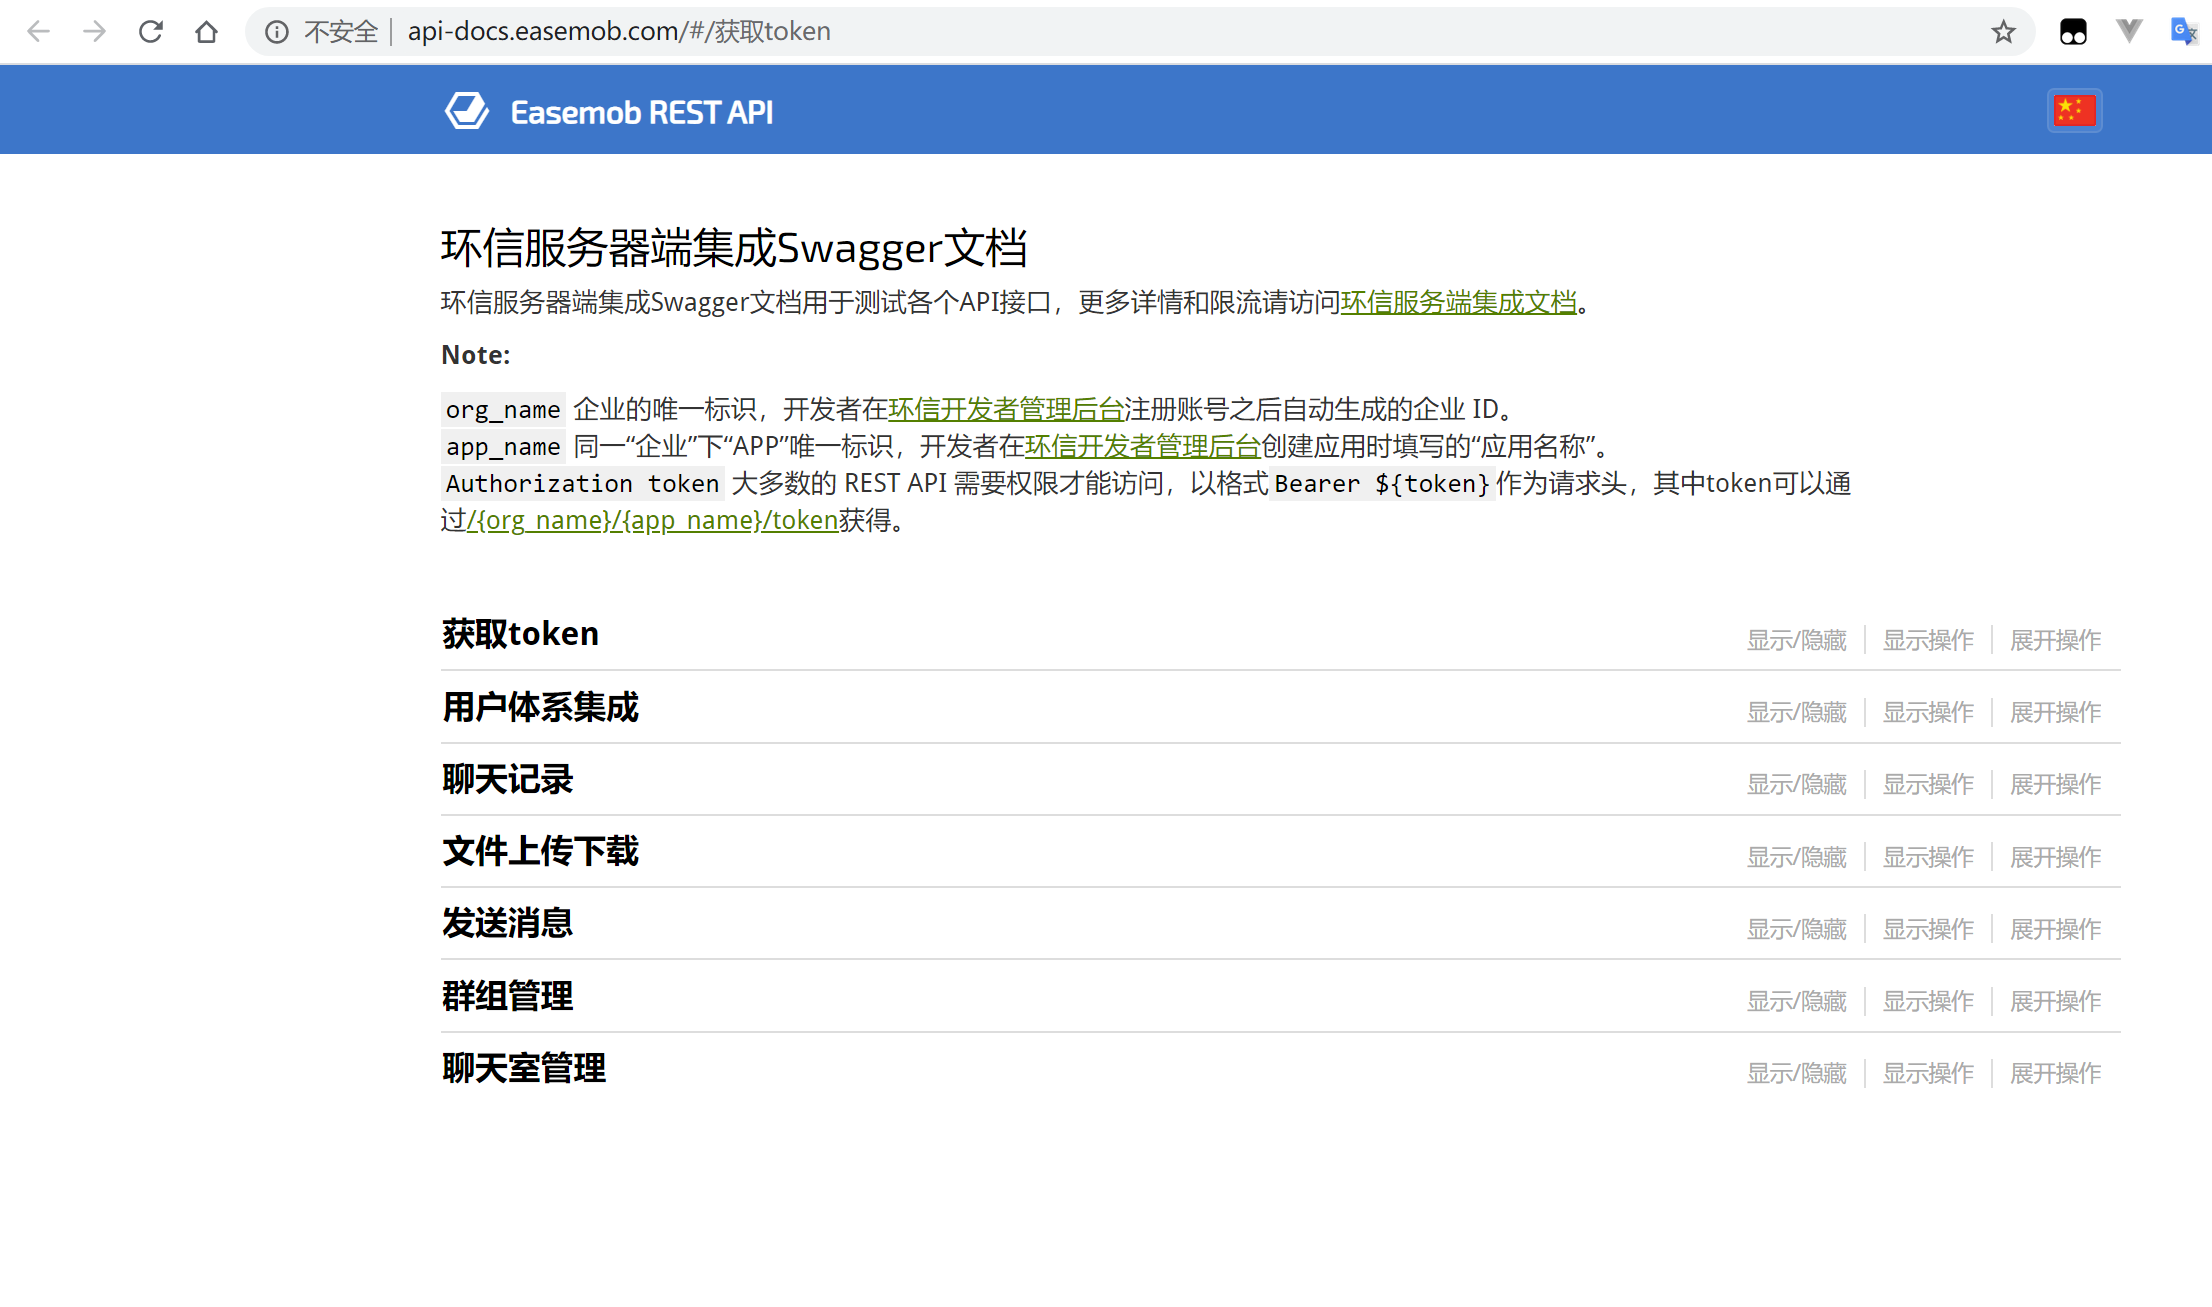 不安全 | api-docs.easemob.com/#/获取token
Easemob REST API
环信服务器端集成Swagger文档
环信服务器端集成Swagger文档用于测试各个API接口，更多详情和限流请访问环信服务端集成文档。
Note:
org_name 企业的唯一标识，开发者在环信开发者管理后台注册账号之后自动生成的企业 ID。
app_name 同一“企业”下“APP”唯一标识，开发者在环信开发者管理后台创建应用时填写的“应用名称”。
Authorization token 大多数的 REST API 需要权限才能访问，以格式Bearer ${token}作为请求头，其中token可以通
过/{org_name}/{app_name}/token获得。
获取token 显示/隐藏 显示操作 展开操作
用户体系集成 显示/隐藏 显示操作 展开操作
聊天记录 显示/隐藏 显示操作 展开操作
文件上传下载 显示/隐藏 显示操作 展开操作
发送消息 显示/隐藏 显示操作 展开操作
群组管理 显示/隐藏 显示操作 展开操作
聊天室管理 显示/隐藏 显示操作 展开操作